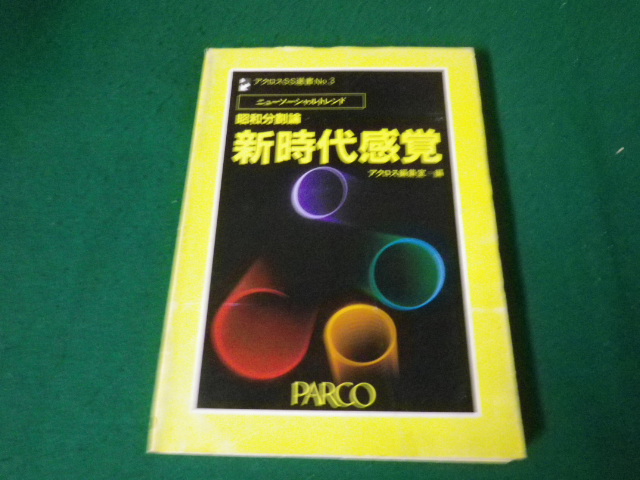 アクロスSS選書No.3
ニューソーシャルトレンド
昭和分割論
新時代感覚
アクロス編集室 編
PARCO